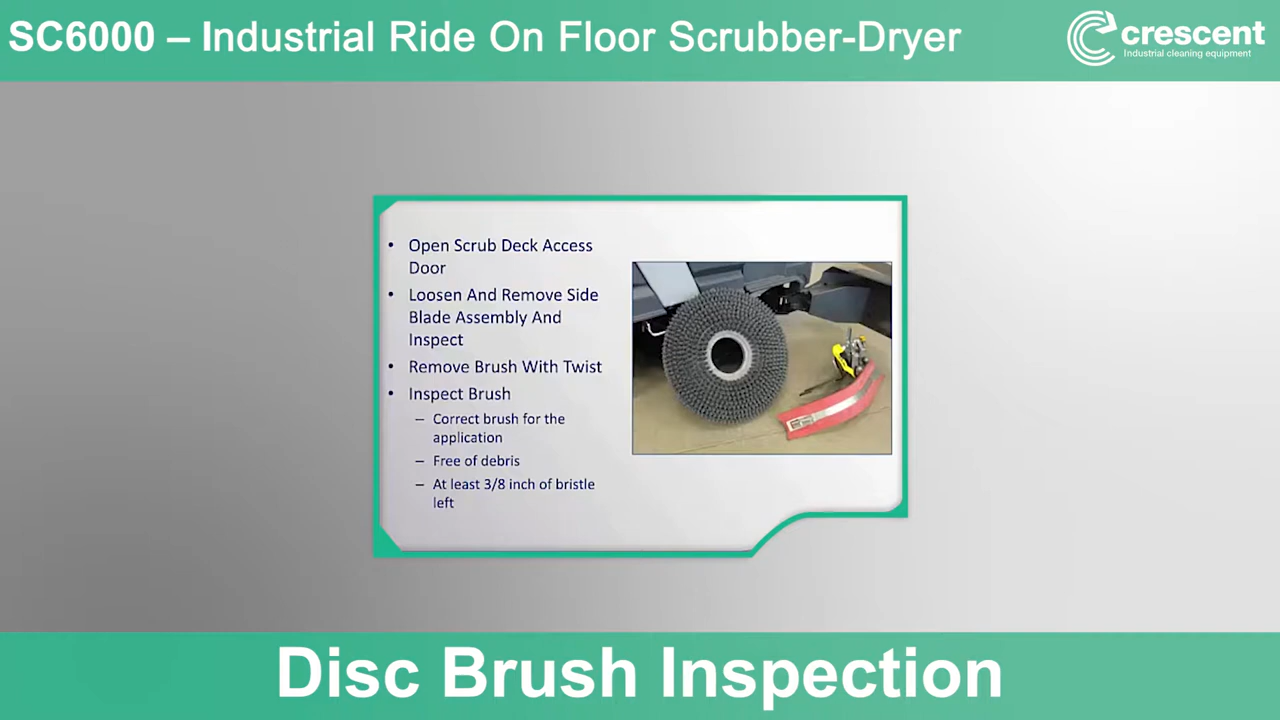 SC6000 – Industrial Ride On Floor Scrubber-Dryer
crescent
Industrial cleaning equipment
• Open Scrub Deck Access
Door
• Loosen And Remove Side
Blade Assembly And
Inspect
• Remove Brush With Twist
• Inspect Brush
– Correct brush for the
application
– Free of debris
– At least 3/8 inch of bristle
left
Disc Brush Inspection